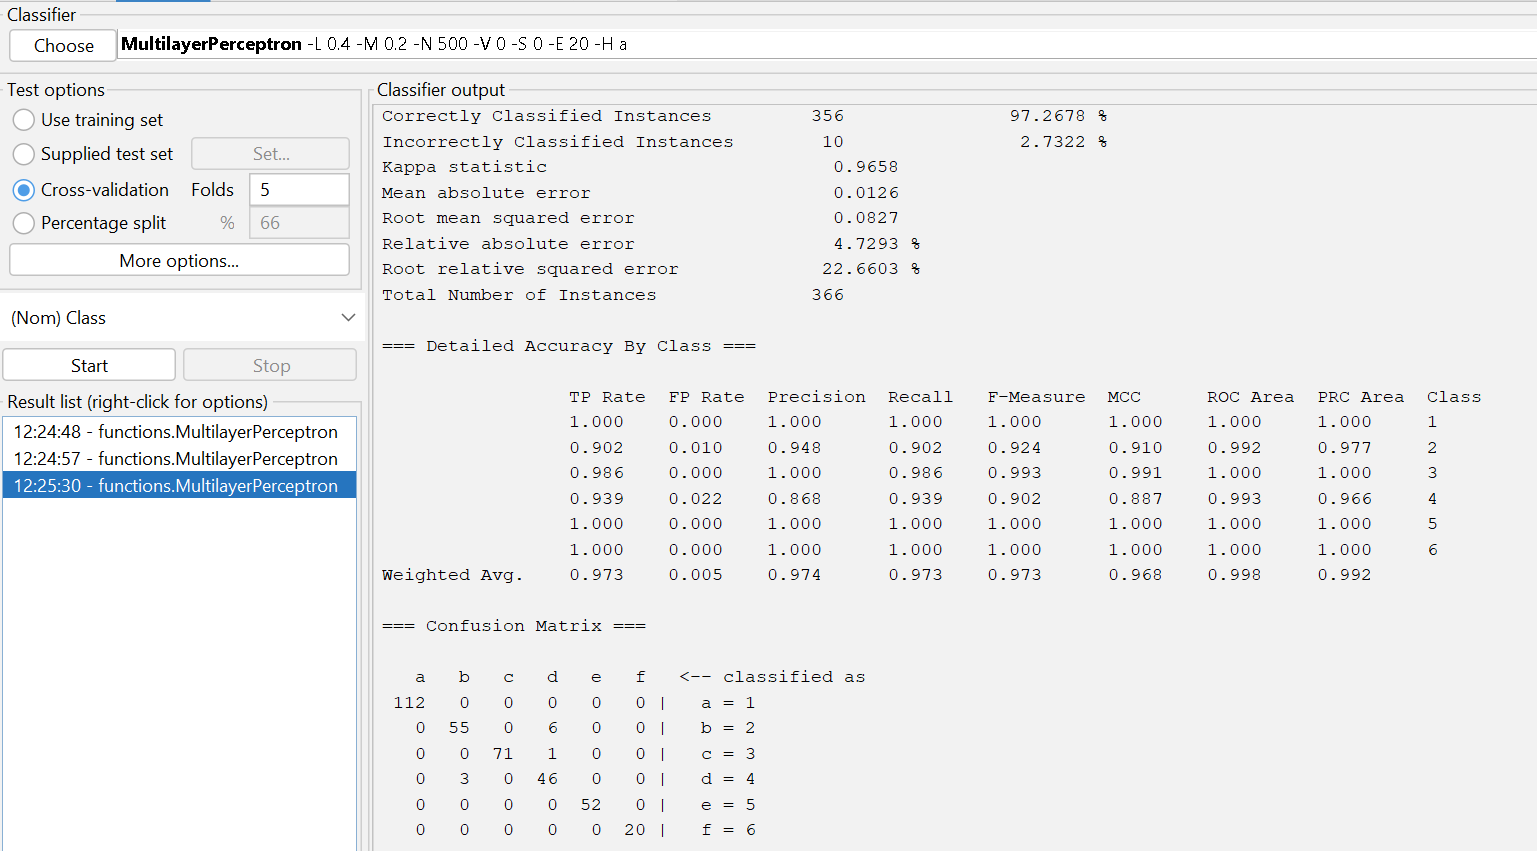 Classifier
Choose MultilayerPerceptron -L 0.4 -M 0.2 -N 500 -V 0 -S 0 -E 20 -H a
Test options
Use training set
Supplied test set Set...
Cross-validation Folds 5
Percentage split % 66
More options...
(Nom) Class
Start Stop
Result list (right-click for options)
12:24:48 - functions.MultilayerPerceptron
12:24:57 - functions.MultilayerPerceptron
12:25:30 - functions.MultilayerPerceptron
Classifier output
Correctly Classified Instances 356 97.2678 %
Incorrectly Classified Instances 10 2.7322 %
Kappa statistic 0.9658
Mean absolute error 0.0126
Root mean squared error 0.0827
Relative absolute error 4.7293 %
Root relative squared error 22.6603 %
Total Number of Instances 366
=== Detailed Accuracy By Class ===
TP Rate FP Rate Precision Recall F-Measure MCC ROC Area PRC Area Class
1.000 0.000 1.000 1.000 1.000 1.000 1.000 1.000 1
0.902 0.010 0.948 0.902 0.924 0.910 0.992 0.977 2
0.986 0.000 1.000 0.986 0.993 0.991 1.000 1.000 3
0.939 0.022 0.868 0.939 0.902 0.887 0.993 0.966 4
1.000 0.000 1.000 1.000 1.000 1.000 1.000 1.000 5
1.000 0.000 1.000 1.000 1.000 1.000 1.000 1.000 6
Weighted Avg. 0.973 0.005 0.974 0.973 0.973 0.968 0.998 0.992
=== Confusion Matrix ===
a b c d e f <-- classified as
112 0 0 0 0 0 | a = 1
0 55 0 6 0 0 | b = 2
0 0 71 1 0 0 | c = 3
0 3 0 46 0 0 | d = 4
0 0 0 0 52 0 | e = 5
0 0 0 0 0 20 | f = 6